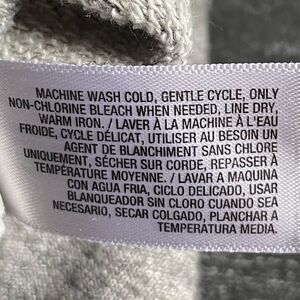 MACHINE WASH COLD, GENTLE CYCLE, ONLY
NON-CHLORINE BLEACH WHEN NEEDED, LINE DRY,
WARM IRON. / LAVER À LA MACHINE À L'EAU
FROIDE, CYCLE DÉLICAT, UTILISER AU BESOIN UN
AGENT DE BLANCHIMENT SANS CHLORE
UNIQUEMENT, SÉCHER SUR CORDE, REPASSER À
TEMPÉRATURE MOYENNE. / LAVAR A MAQUINA
CON AGUA FRIA, CICLO DELICADO, USAR
BLANQUEADOR SIN CLORO CUANDO SEA
NECESARIO, SECAR COLGADO, PLANCHAR A
TEMPERATURA MEDIA.